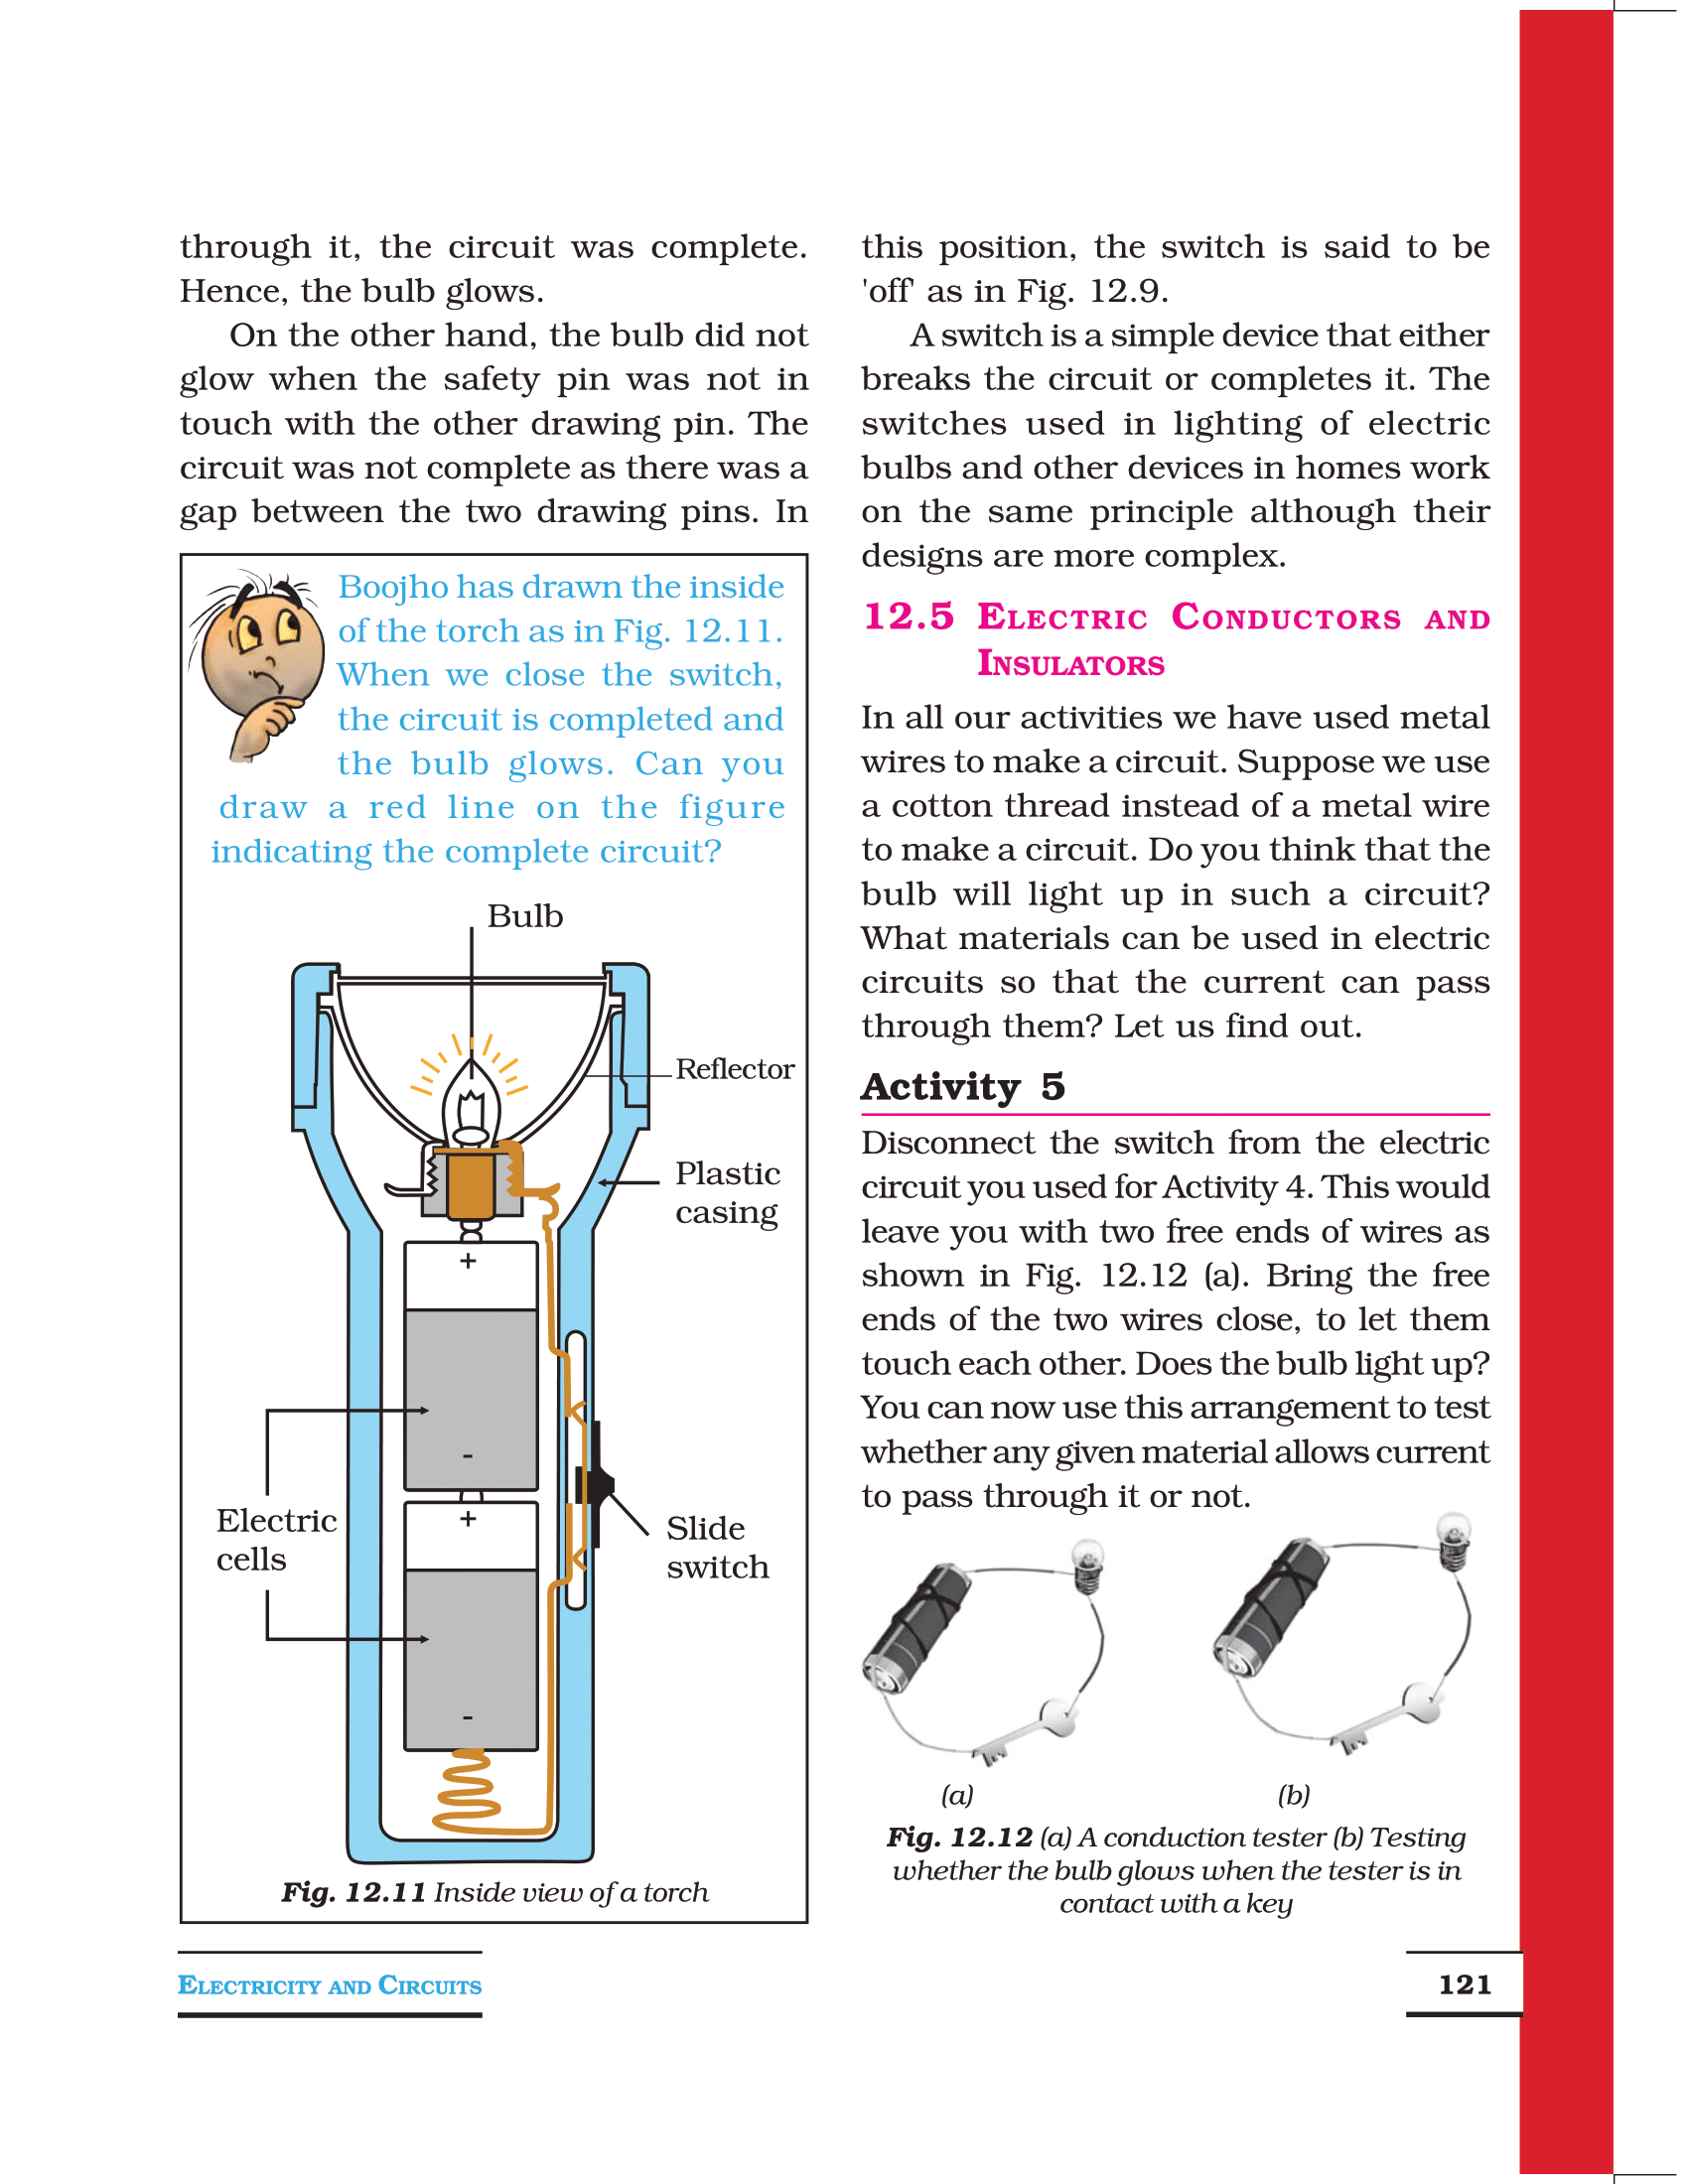 through it, the circuit was complete.
Hence, the bulb glows.
On the other hand, the bulb did not
glow when the safety pin was not in
touch with the other drawing pin. The
circuit was not complete as there was a
gap between the two drawing pins. In
Boojho has drawn the inside
of the torch as in Fig. 12.11.
When we close the switch,
the circuit is completed and
the bulb glows. Can you
draw a red line on the figure
indicating the complete circuit?
Bulb
Reflector
Plastic
casing
+
-
+
-
Electric
cells
Slide
switch
Fig. 12.11 Inside view of a torch
this position, the switch is said to be
'off' as in Fig. 12.9.
A switch is a simple device that either
breaks the circuit or completes it. The
switches used in lighting of electric
bulbs and other devices in homes work
on the same principle although their
designs are more complex.
12.5 ELECTRIC CONDUCTORS AND
INSULATORS
In all our activities we have used metal
wires to make a circuit. Suppose we use
a cotton thread instead of a metal wire
to make a circuit. Do you think that the
bulb will light up in such a circuit?
What materials can be used in electric
circuits so that the current can pass
through them? Let us find out.
Activity 5
Disconnect the switch from the electric
circuit you used for Activity 4. This would
leave you with two free ends of wires as
shown in Fig. 12.12 (a). Bring the free
ends of the two wires close, to let them
touch each other. Does the bulb light up?
You can now use this arrangement to test
whether any given material allows current
to pass through it or not.
(a)
(b)
Fig. 12.12 (a) A conduction tester (b) Testing
whether the bulb glows when the tester is in
contact with a key
ELECTRICITY AND CIRCUITS
121